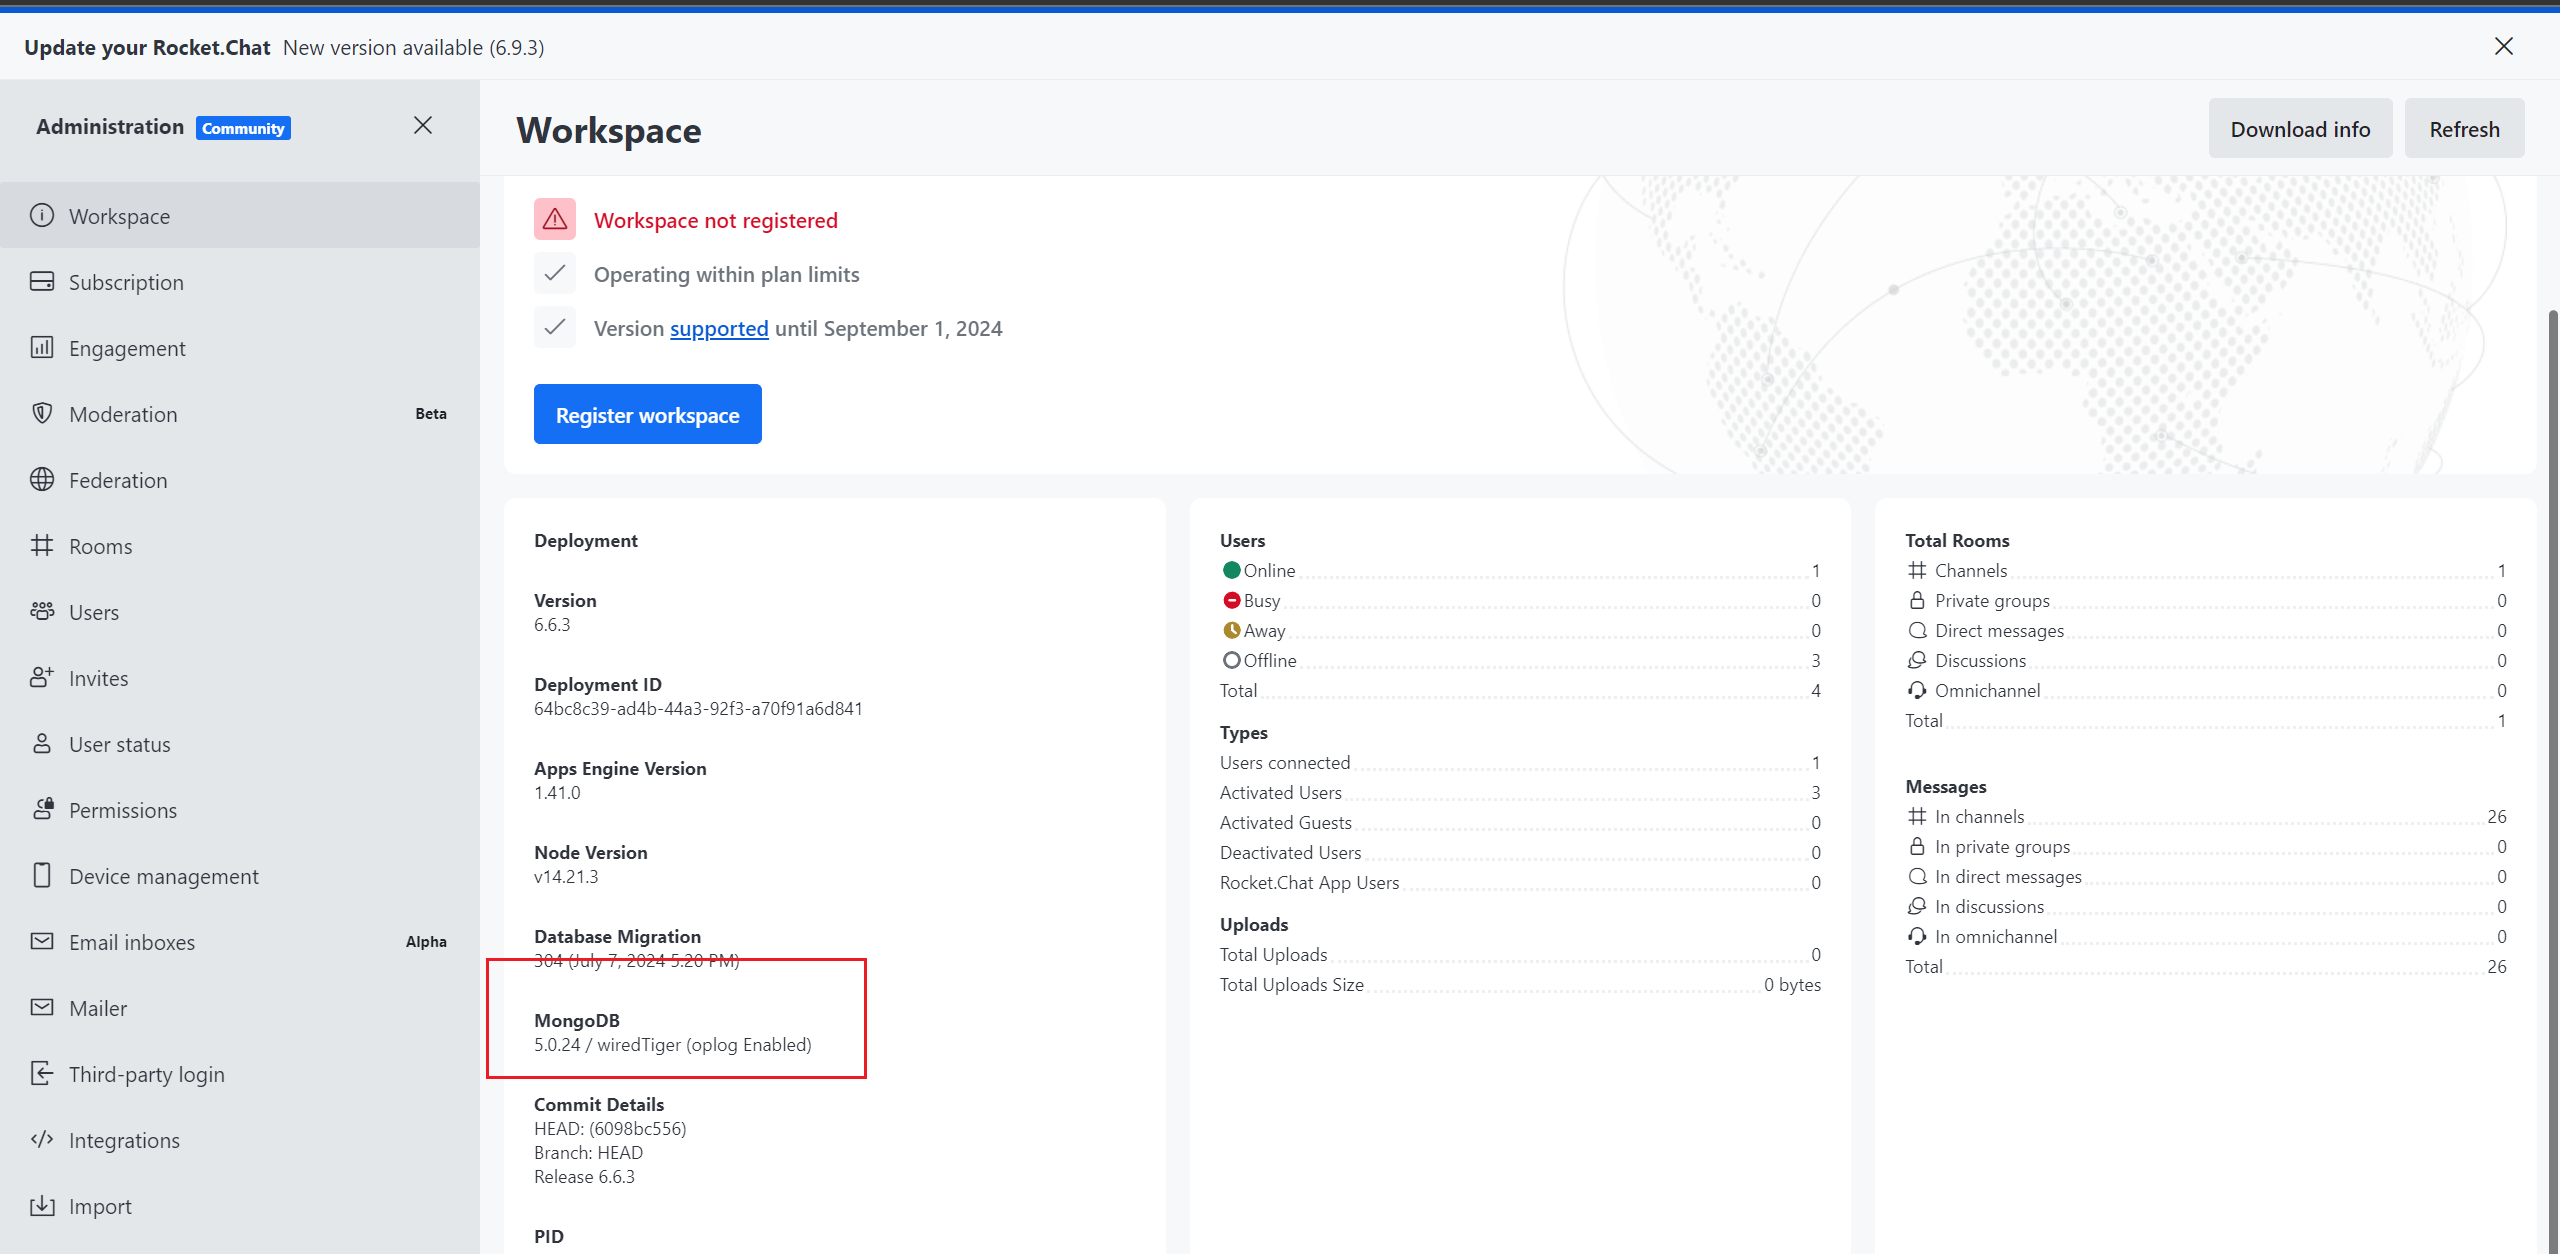 Update your Rocket.Chat New version available (6.9.3)
Administration Community
Workspace
Subscription
Engagement
Moderation Beta
Federation
Rooms
Users
Invites
User status
Permissions
Device management
Email inboxes Alpha
Mailer
Third-party login
Integrations
Import
Workspace
Download info
Refresh
Workspace not registered
Operating within plan limits
Version supported until September 1, 2024
Register workspace
Deployment
Version
6.6.3
Deployment ID
64bc8c39-ad4b-44a3-92f3-a70f91a6d841
Apps Engine Version
1.41.0
Node Version
v14.21.3
Database Migration
304 (July 7, 2024 5:20 PM)
MongoDB
5.0.24 / wiredTiger (oplog Enabled)
Commit Details
HEAD: (6098bc556)
Branch: HEAD
Release 6.6.3
PID
Users
Online 1
Busy 0
Away 0
Offline 3
Total 4
Types
Users connected 1
Activated Users 3
Activated Guests 0
Deactivated Users 0
Rocket.Chat App Users 0
Uploads
Total Uploads 0
Total Uploads Size 0 bytes
Total Rooms
Channels 1
Private groups 0
Direct messages 0
Discussions 0
Omnichannel 0
Total 1
Messages
In channels 26
In private groups 0
In direct messages 0
In discussions 0
In omnichannel 0
Total 26